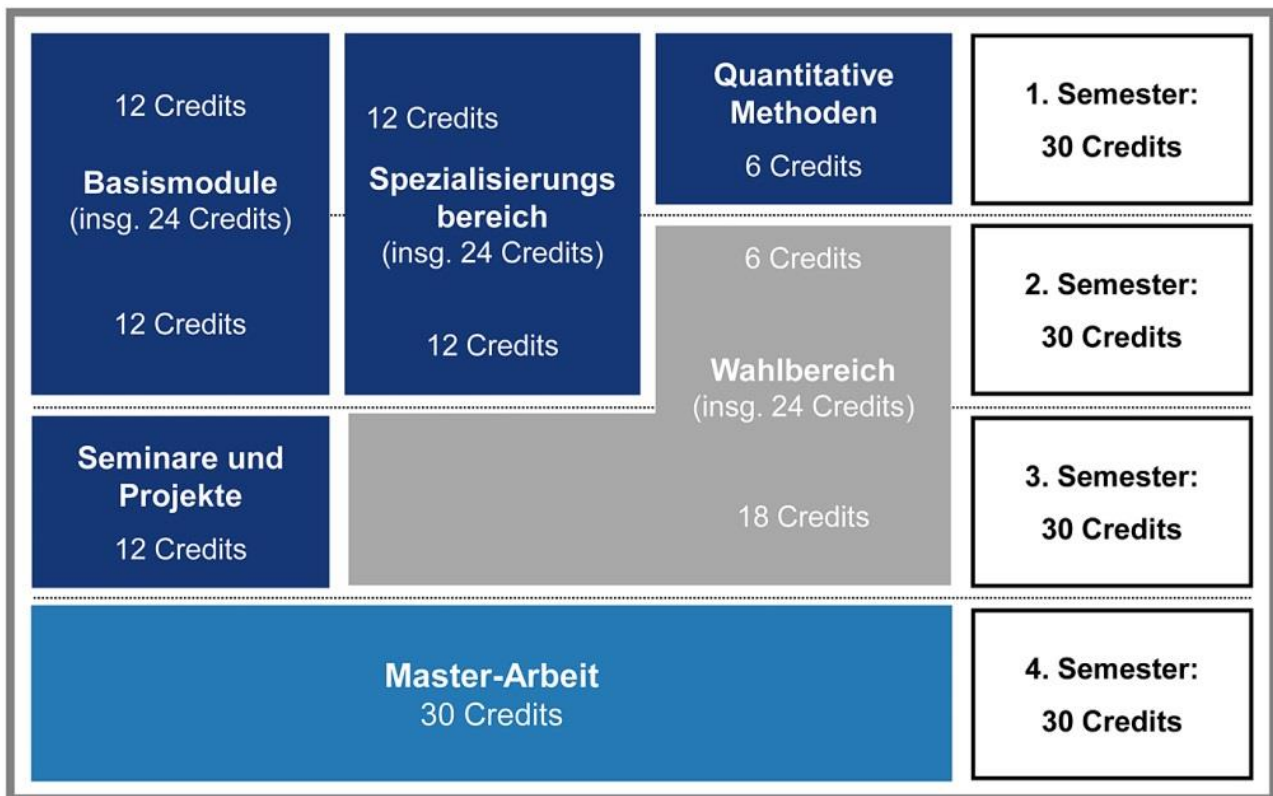 12 Credits
Basismodule
(insg. 24 Credits)
12 Credits
12 Credits
Spezialisierungs
bereich
(insg. 24 Credits)
12 Credits
Quantitative
Methoden
6 Credits
1. Semester:
30 Credits
6 Credits
Wahlbereich
(insg. 24 Credits)
18 Credits
2. Semester:
30 Credits
Seminare und
Projekte
12 Credits
3. Semester:
30 Credits
Master-Arbeit
30 Credits
4. Semester:
30 Credits